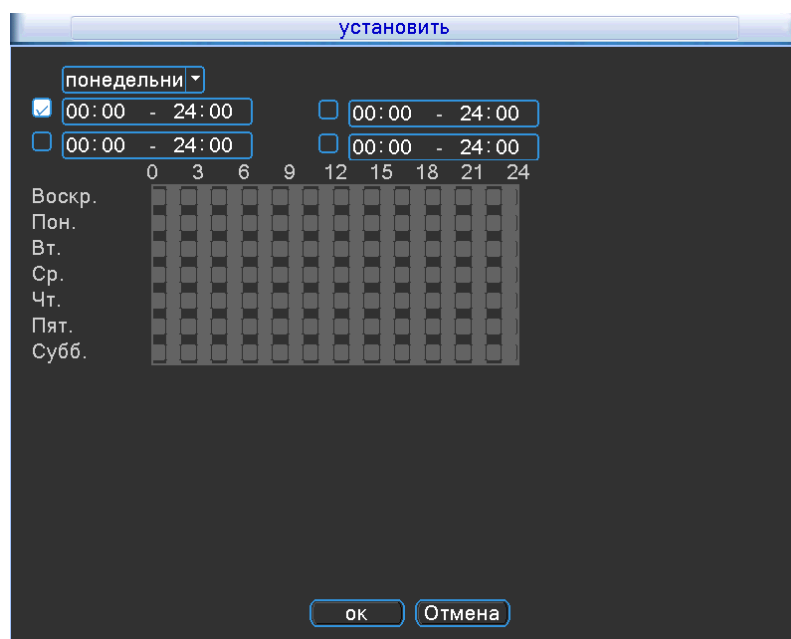 установить
понедельни
00:00 - 24:00 00:00 - 24:00
00:00 - 24:00 00:00 - 24:00
0 3 6 9 12 15 18 21 24
Воскр.
Пон.
Вт.
Ср.
Чт.
Пят.
Субб.
ок Отмена